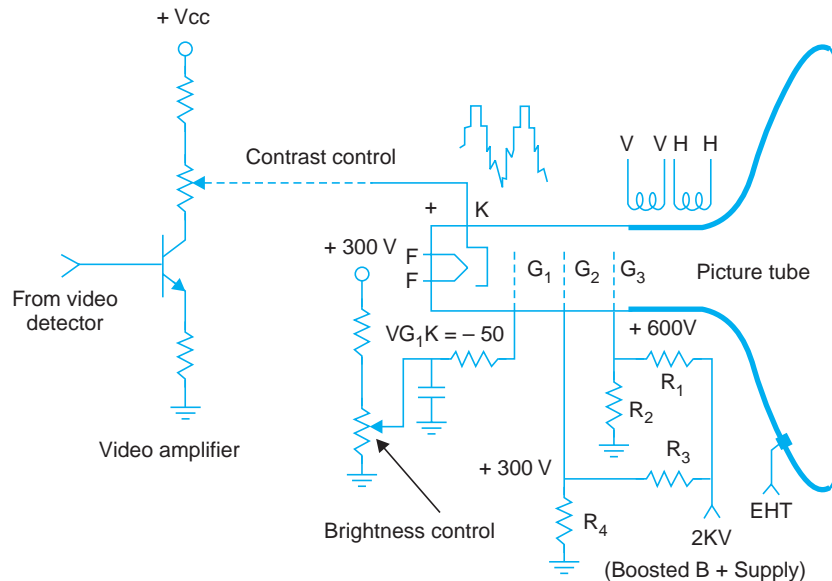 + Vcc
Contrast control
V V H H
+ K
+ 300 V
F
F
G1 G2 G3
Picture tube
From video
detector
VG1K = – 50
+ 600V
R1
R2
Video amplifier
+ 300 V
R3
Brightness control
R4
2KV
EHT
(Boosted B + Supply)